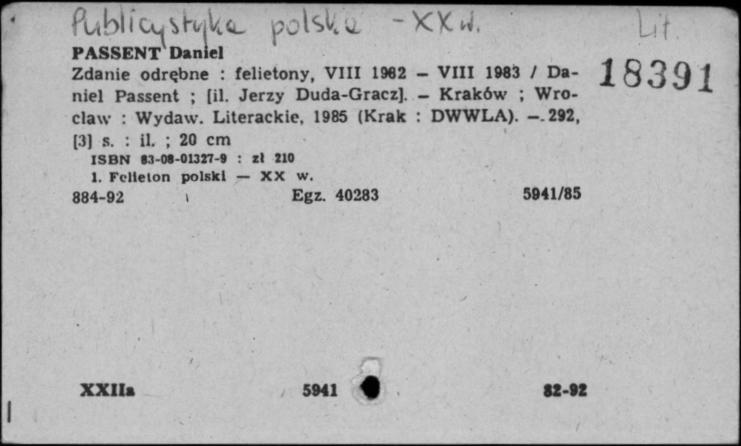 Publicystyka polska - XX w. Lit.
PASSENT Daniel
Zdanie odrębne : felietony, VIII 1982 — VIII 1983 / Da-
niel Passent ; [il. Jerzy Duda-Gracz]. — Kraków ; Wro-
cław : Wydaw. Literackie, 1985 (Krak : DWWLA). —. 292,
[3] s. : il. ; 20 cm
18391
ISBN 83-08-01327-9 : zł 210
1. Felieton polski — XX w.
884-92 Egz. 40283 5941/85
XXIIa 5941 82-92